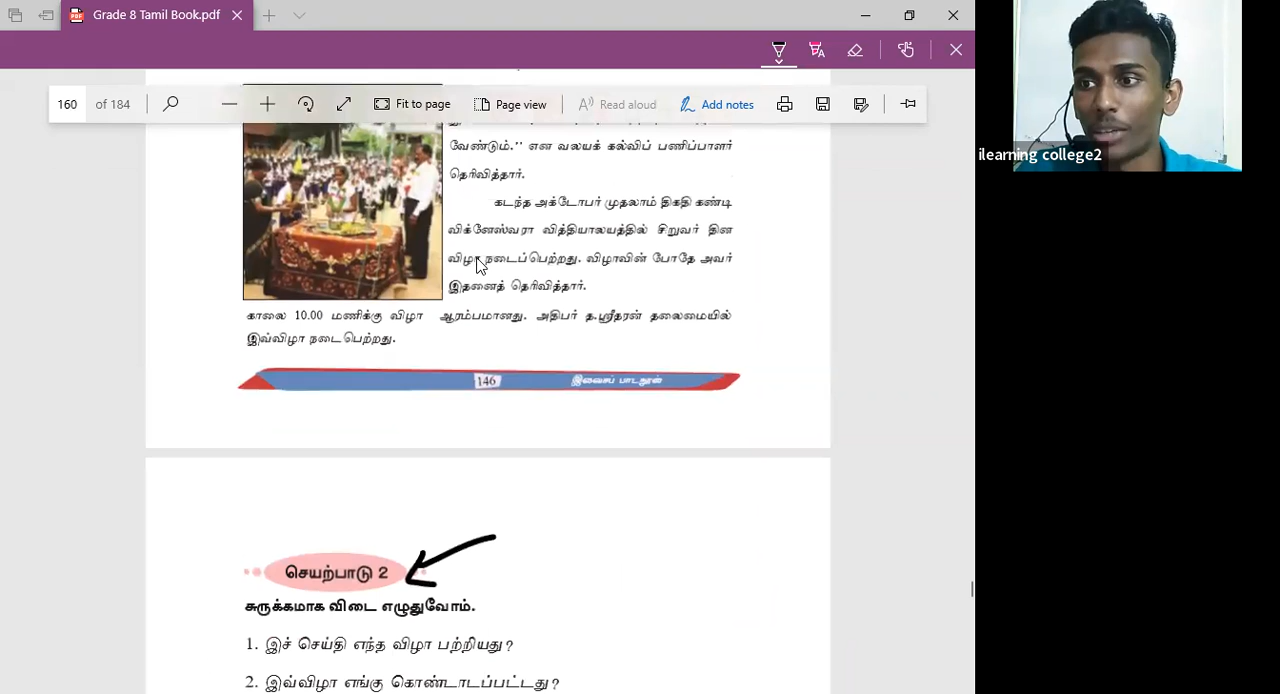 Grade 8 Tamil Book.pdf
160 of 184
Fit to page
Page view
Read aloud
Add notes
ilearning college2
வேண்டும்.'' என வலயக் கல்விப் பணிப்பாளர்
தெரிவித்தார்.
கடந்த அக்டோபர் முதலாம் திகதி கண்டி
விக்னேஸ்வரா வித்தியாலயத்தில் சிறுவர் தின
விழா நடைப்பெற்றது. விழாவின் போதே அவர்
இதனைத் தெரிவித்தார்.
காலை 10.00 மணிக்கு விழா ஆரம்பமானது. அதிபர் த.ஸ்ரீதரன் தலைமையில்
இவ்விழா நடைபெற்றது.
146 இலவசப் பாடநூல்
செயற்பாடு 2
சுருக்கமாக விடை எழுதுவோம்.
1. இச் செய்தி எந்த விழா பற்றியது?
2. இவ்விழா எங்கு கொண்டாடப்பட்டது?